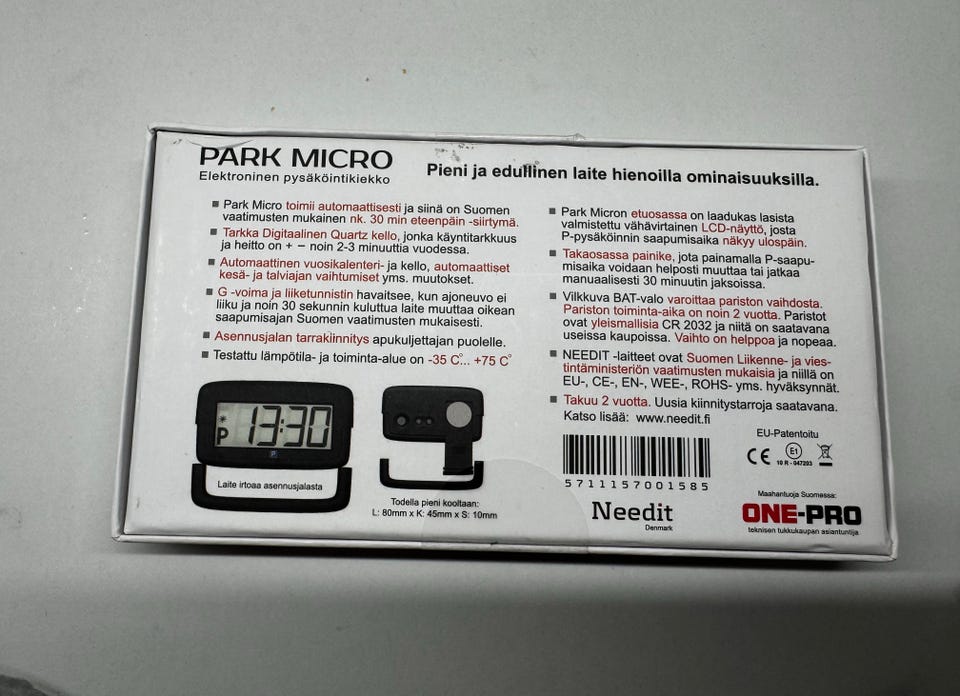 PARK MICRO
Elektroninen pysäköintikiekko
Pieni ja edullinen laite hienoilla ominaisuuksilla.
■ Park Micro toimii automaattisesti ja siinä on Suomen
vaatimusten mukainen nk. 30 min eteenpäin -siirtymä.
■ Tarkka Digitaalinen Quartz kello, jonka käyntitarkkuus
ja heitto on + − noin 2-3 minuuttia vuodessa.
■ Automaattinen vuosikalenteri- ja kello, automaattiset
kesä- ja talviajan vaihtumiset yms. muutokset.
■ G -voima ja liiketunnistin havaitsee, kun ajoneuvo ei
liiku ja noin 30 sekunnin kuluttua laite muuttaa oikean
saapumisajan Suomen vaatimusten mukaisesti.
■ Asennusjalan tarrakiinnitys apukuljettajan puolelle.
■ Testattu lämpötila- ja toiminta-alue on -35 C°... +75 C°
■ Park Micron etuosassa on laadukas lasista
valmistettu vähävirtainen LCD-näyttö, josta
P-pysäköinnin saapumisaika näkyy ulospäin.
■ Takaosassa painike, jota painamalla P-saapu-
misaika voidaan helposti muuttaa tai jatkaa
manuaalisesti 30 minuutin jaksoissa.
■ Vilkkuva BAT-valo varoittaa pariston vaihdosta.
Pariston toiminta-aika on noin 2 vuotta. Paristot
ovat yleismallisia CR 2032 ja niitä on saatavana
useissa kaupoissa. Vaihto on helppoa ja nopeaa.
■ NEEDIT -laitteet ovat Suomen Liikenne- ja vies-
tintäministeriön vaatimusten mukaisia ja niillä on
EU-, CE-, EN-, WEE-, ROHS- yms. hyväksynnät.
■ Takuu 2 vuotta. Uusia kiinnitystarroja saatavana.
Katso lisää: www.needit.fi
* P 13:30
P
Laite irtoaa asennusjalasta
Todella pieni kooltaan:
L: 80mm x K: 45mm x S: 10mm
5711157001585
Needit
Denmark
EU-Patentoitu
CE E1
10 R - 047203
Maahantuoja Suomessa:
ONE-PRO
teknisen tukkukaupan asiantuntija